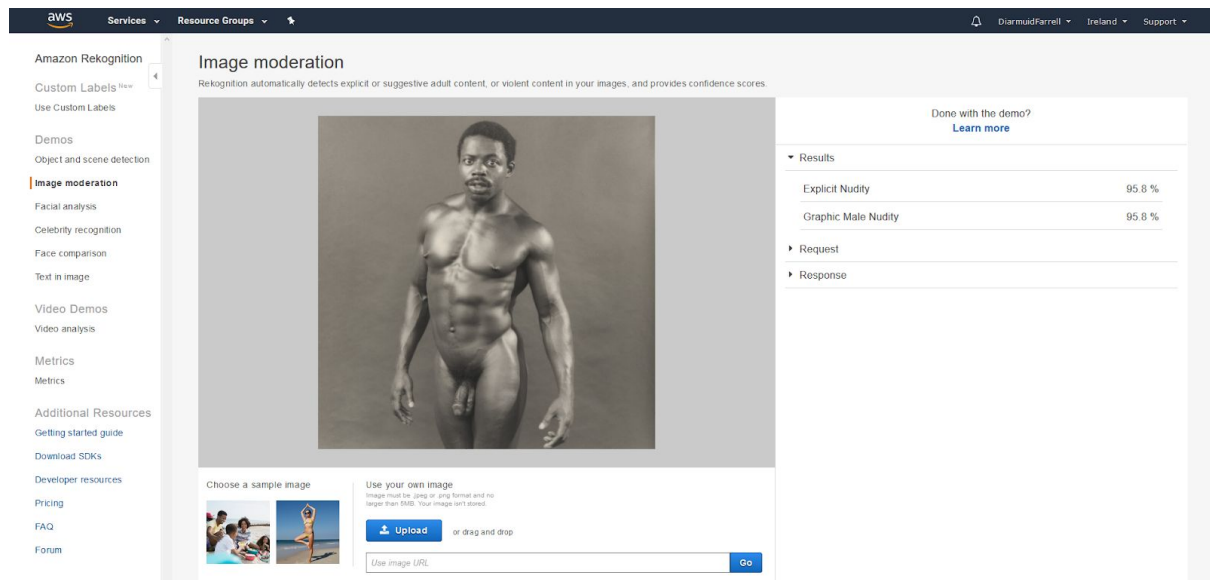 aws
Services
Resource Groups
DiarmuidFarrell
Ireland
Support
Amazon Rekognition
Custom Labels New
Use Custom Labels
Demos
Object and scene detection
Image moderation
Facial analysis
Celebrity recognition
Face comparison
Text in image
Video Demos
Video analysis
Metrics
Metrics
Additional Resources
Getting started guide
Download SDKs
Developer resources
Pricing
FAQ
Forum
Image moderation
Rekognition automatically detects explicit or suggestive adult content, or violent content in your images, and provides confidence scores.
Choose a sample image
Use your own image
Image must be .jpeg or .png format and no
larger than 5MB. Your image isn't stored.
Upload
or drag and drop
Use image URL
Go
Done with the demo?
Learn more
Results
Explicit Nudity 95.8 %
Graphic Male Nudity 95.8 %
Request
Response